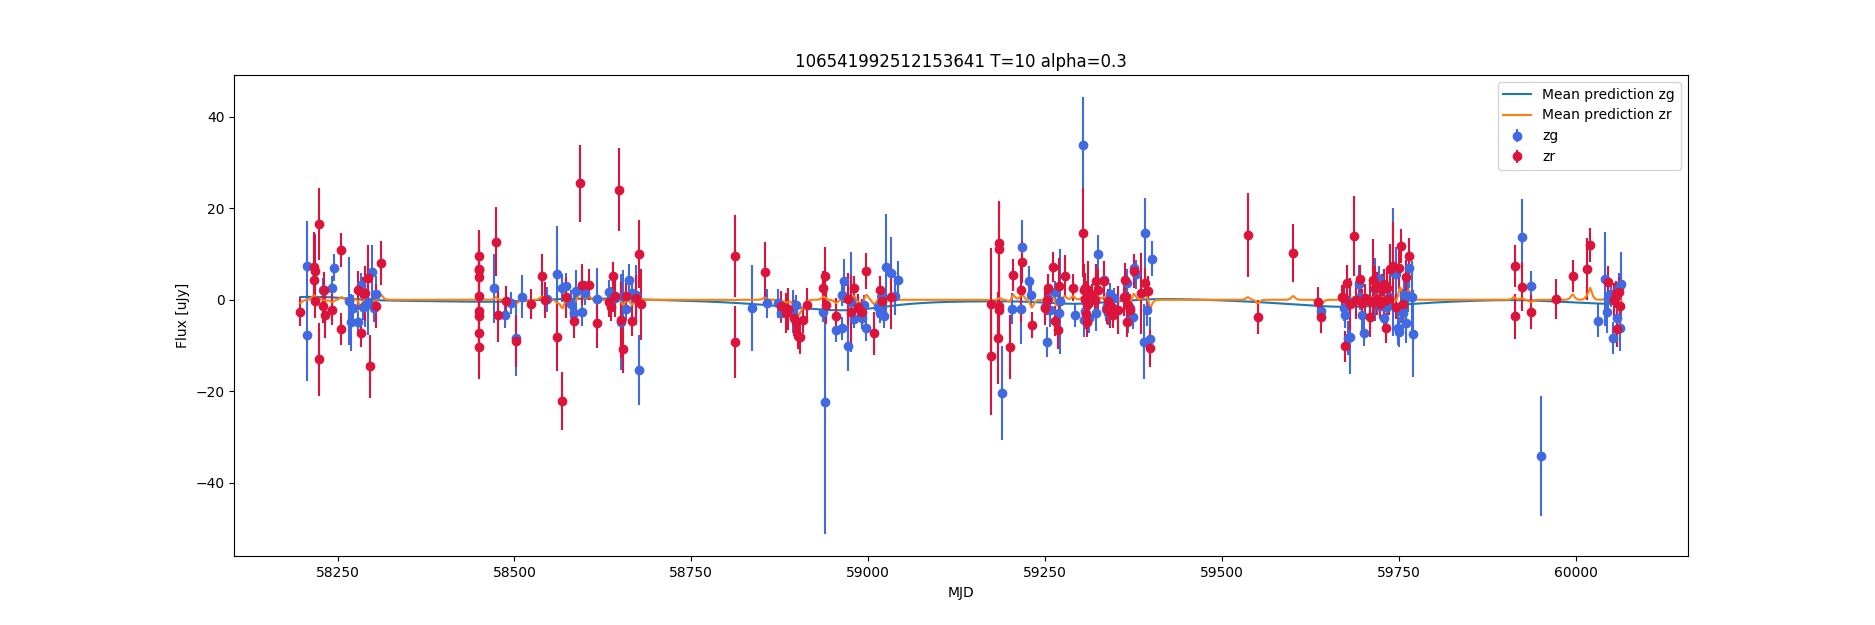 106541992512153641 T=10 alpha=0.3
Mean prediction zg
Mean prediction zr
zg
zr
40
20
0
−20
−40
Flux [uJy]
58250 58500 58750 59000 59250 59500 59750 60000
MJD